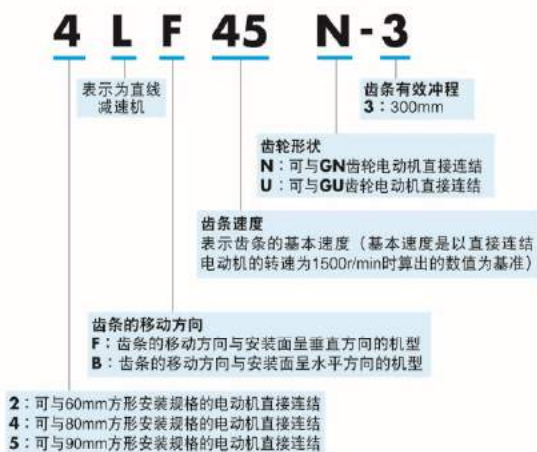 4 L F 45 N - 3
表示为直线
减速机
齿条有效冲程
3：300mm
齿轮形状
N：可与GN齿轮电动机直接连结
U：可与GU齿轮电动机直接连结
齿条速度
表示齿条的基本速度（基本速度是以直接连结
电动机的转速为1500r/min时算出的数值为基准）
齿条的移动方向
F：齿条的移动方向与安装面呈垂直方向的机型
B：齿条的移动方向与安装面呈水平方向的机型
2：可与60mm方形安装规格的电动机直接连结
4：可与80mm方形安装规格的电动机直接连结
5：可与90mm方形安装规格的电动机直接连结